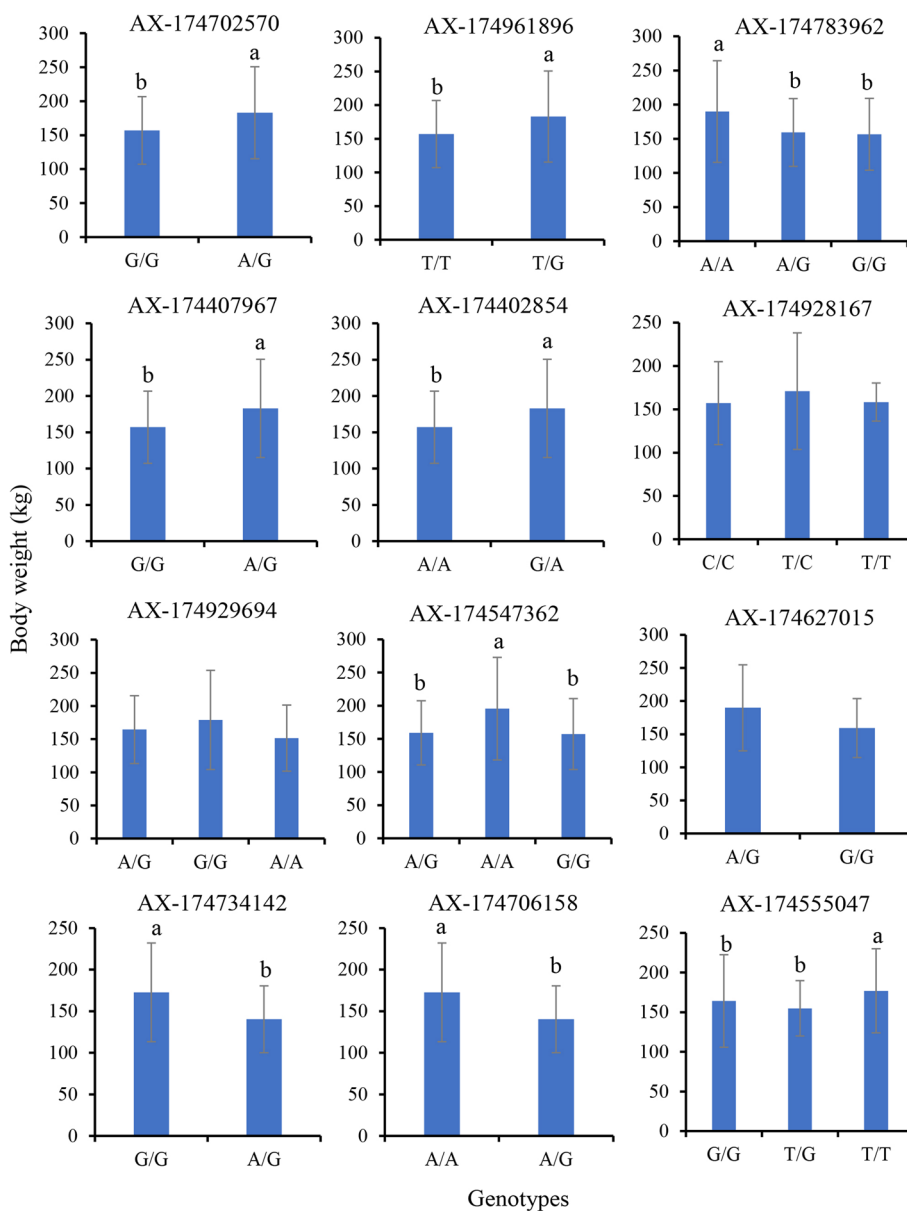 AX-174702570
300
250
200
150
100
50
0
b
a
G/G
A/G
AX-174961896
300
250
200
150
100
50
0
b
a
T/T
T/G
AX-174783962
300
250
200
150
100
50
0
a
b
b
A/A
A/G
G/G
Body weight (kg)
AX-174407967
300
250
200
150
100
50
0
b
a
G/G
A/G
AX-174402854
300
250
200
150
100
50
0
b
a
A/A
G/A
AX-174928167
250
200
150
100
50
0
C/C
T/C
T/T
AX-174929694
300
250
200
150
100
50
0
A/G
G/G
A/A
AX-174547362
300
250
200
150
100
50
0
b
a
b
A/G
A/A
G/G
AX-174627015
300
250
200
150
100
50
0
A/G
G/G
AX-174734142
250
200
150
100
50
0
a
b
G/G
A/G
AX-174706158
250
200
150
100
50
0
a
b
A/A
A/G
AX-174555047
250
200
150
100
50
0
b
b
a
G/G
T/G
T/T
Genotypes